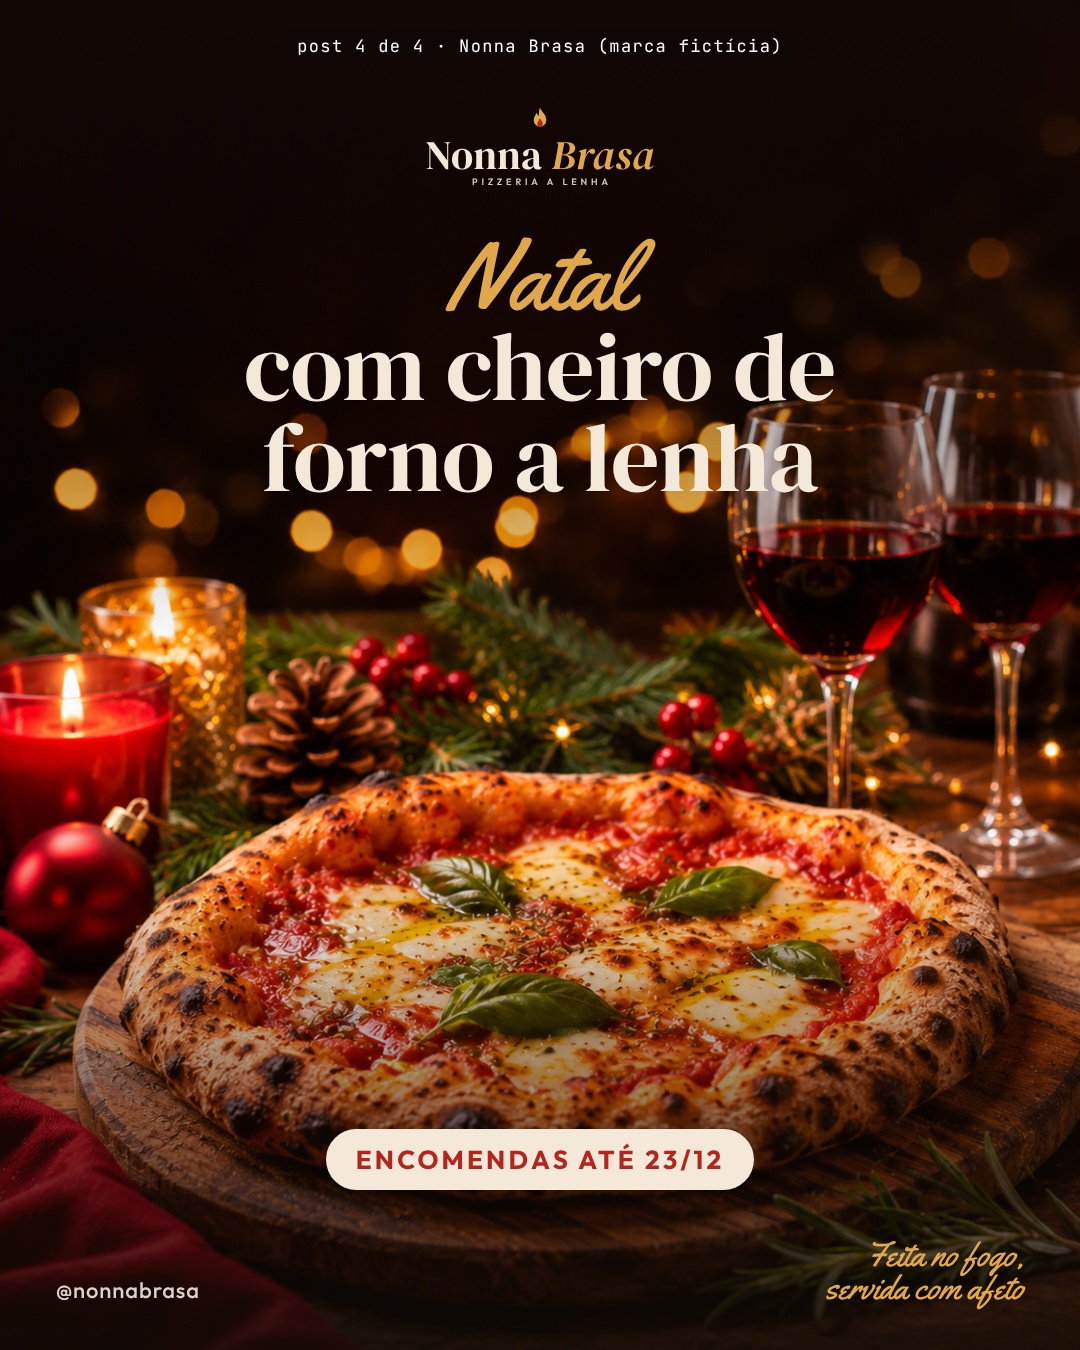 post 4 de 4 · Nonna Brasa (marca fictícia)
Nonna Brasa
PIZZERIA A LENHA
Natal
com cheiro de
forno a lenha
ENCOMENDAS ATÉ 23/12
Feita no fogo,
servida com afeto
@nonnabrasa